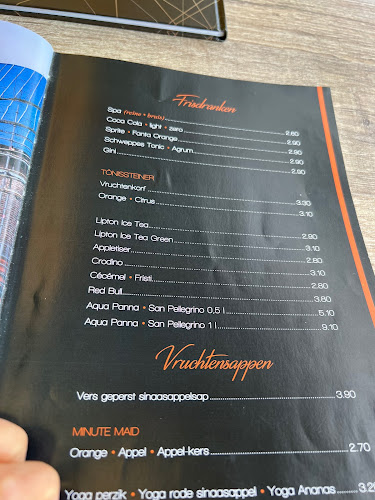 Frisdranken
Spa (reine • bruis) 2.60
Coca Cola • light • zero 2.90
Sprite • Fanta Orange 2.90
Schweppes Tonic • Agrum 2.90
Gini 2.90
TÖNISSTEINER
Vruchtenkorf 3.30
Orange • Citrus 3.10
Lipton Ice Tea 2.90
Lipton Ice Tea Green 3.10
Appletiser 2.90
Crodino 3.10
Cécémel • Fristi 2.80
Red Bull 3.80
Aqua Panna • San Pellegrino 0,5 l 5.10
Aqua Panna • San Pellegrino 1 l 9.10
Vruchtensappen
Vers geperst sinaasappelsap 3.90
MINUTE MAID
Orange • Appel • Appel-kers 2.70
Yoga perzik • Yoga rode sinaasappel • Yoga Ananas